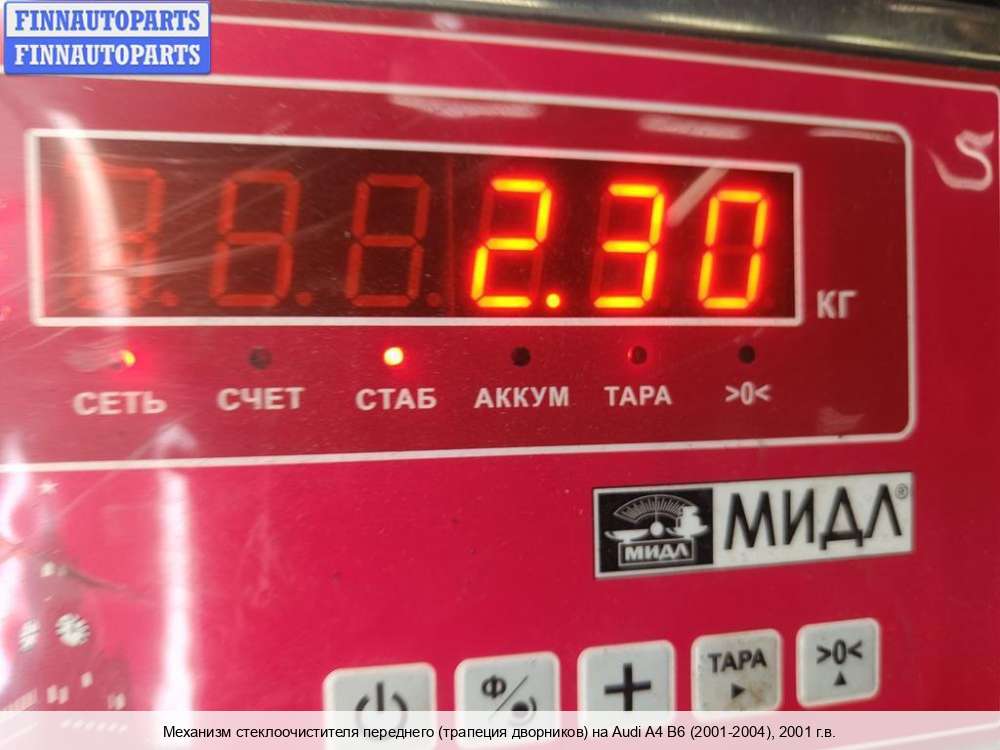 FINNAUTOPARTS
FINNAUTOPARTS
2.30
КГ
СЕТЬ СЧЕТ СТАБ АККУМ ТАРА >0<
МИДЛ МИДЛ®
Ф ТАРА >0<
Механизм стеклоочистителя переднего (трапеция дворников) на Audi A4 B6 (2001-2004), 2001 г.в.